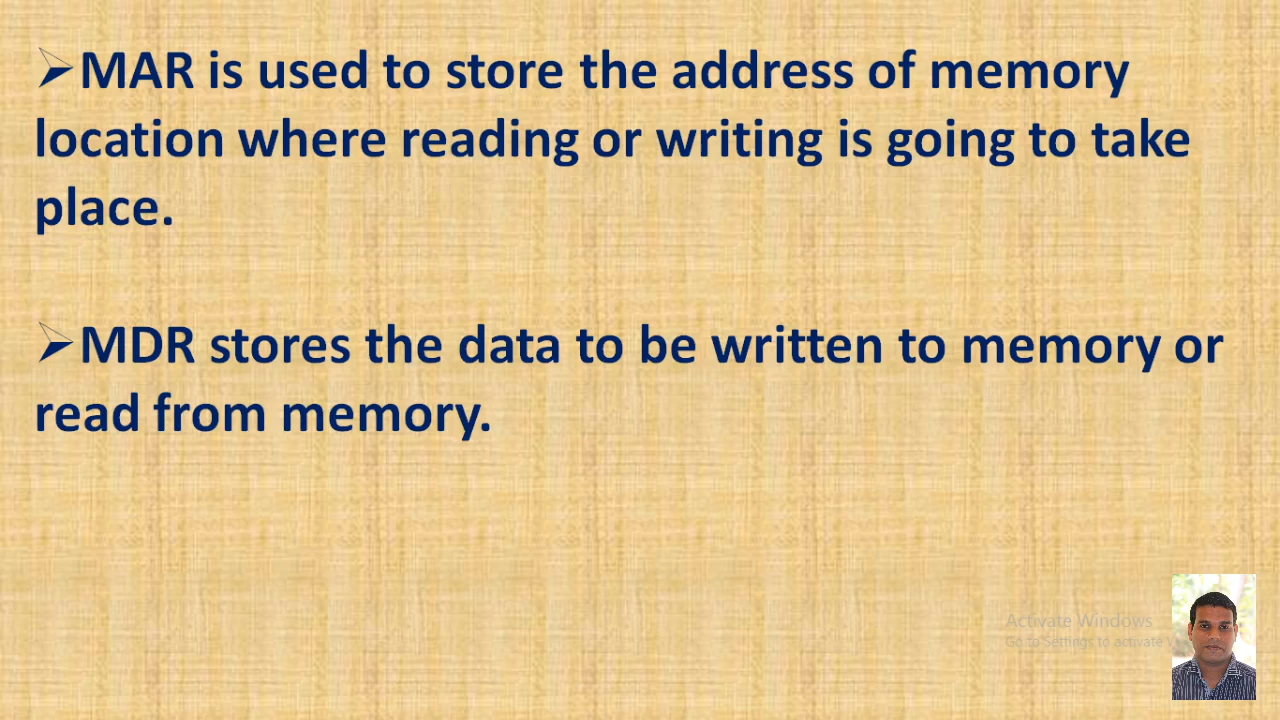 ➢MAR is used to store the address of memory
location where reading or writing is going to take
place.
➢MDR stores the data to be written to memory or
read from memory.
Activate Windows
Go to Settings to activate